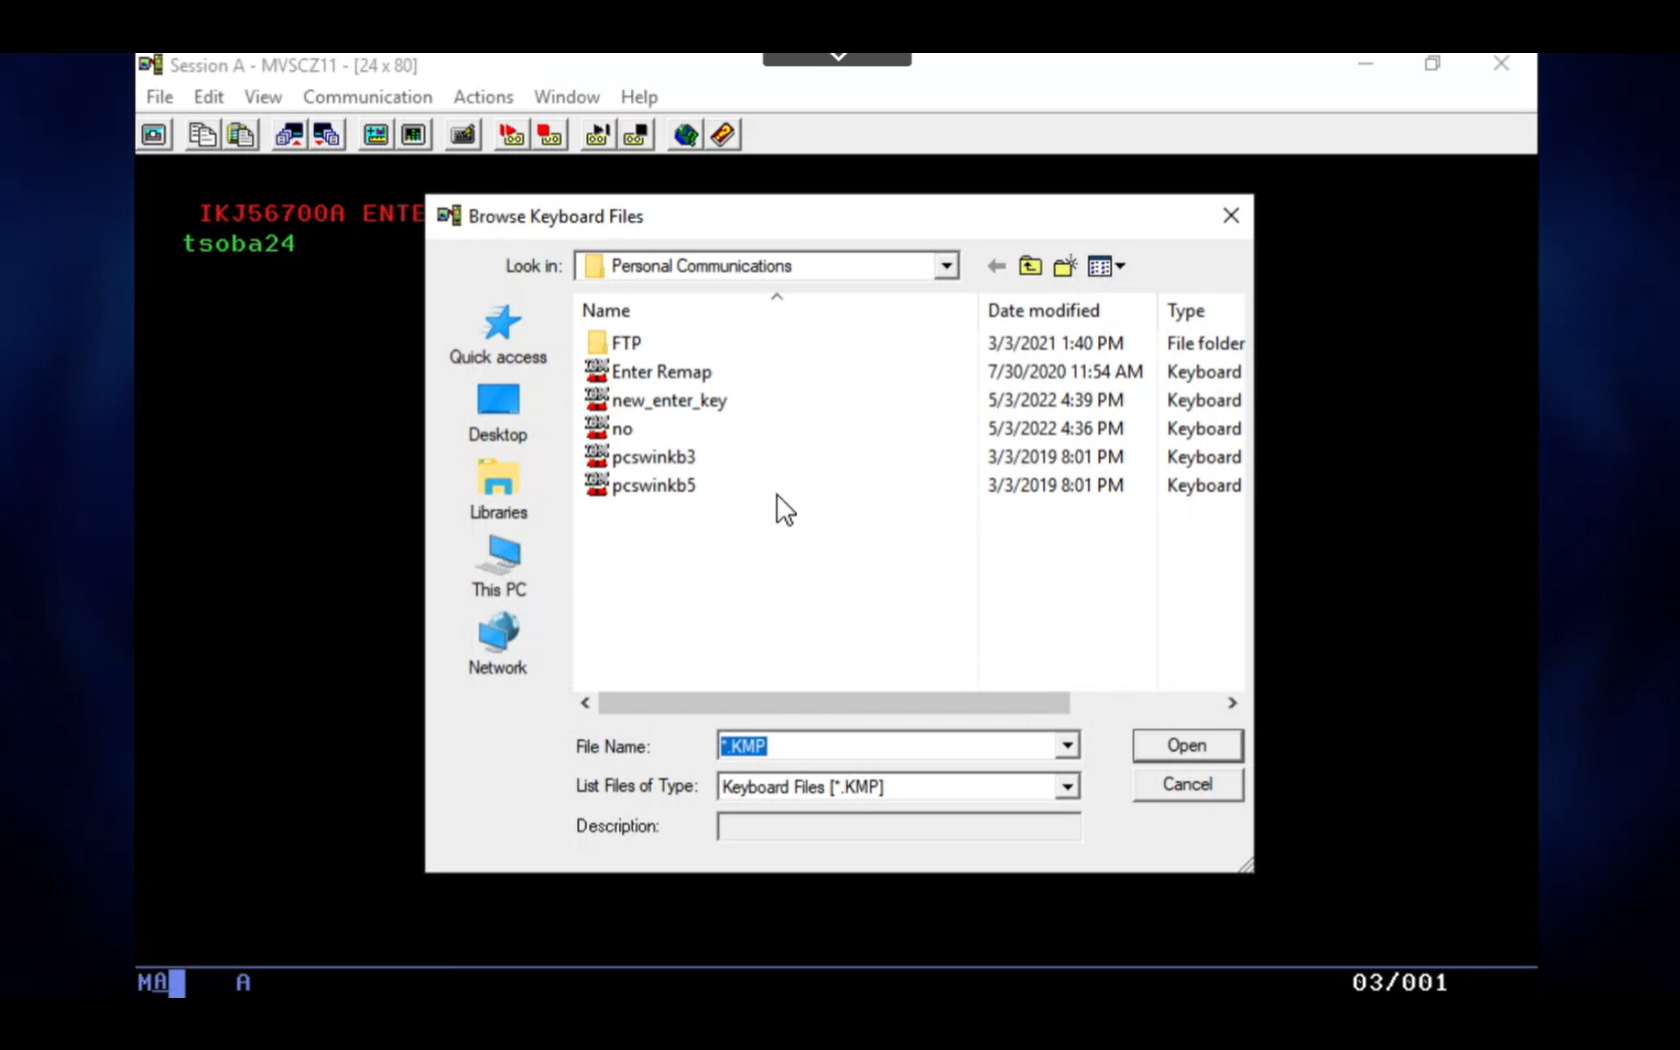 Session A - MVSCZ11 - [24 x 80]
File Edit View Communication Actions Window Help
IKJ56700A ENTE
tsoba24
Browse Keyboard Files
Look in: Personal Communications
Name Date modified Type
FTP 3/3/2021 1:40 PM File folder
Enter Remap 7/30/2020 11:54 AM Keyboard
new_enter_key 5/3/2022 4:39 PM Keyboard
no 5/3/2022 4:36 PM Keyboard
pcswinkb3 3/3/2019 8:01 PM Keyboard
pcswinkb5 3/3/2019 8:01 PM Keyboard
Quick access
Desktop
Libraries
This PC
Network
File Name: *.KMP Open
List Files of Type: Keyboard Files [*.KMP] Cancel
Description:
MA A 03/001